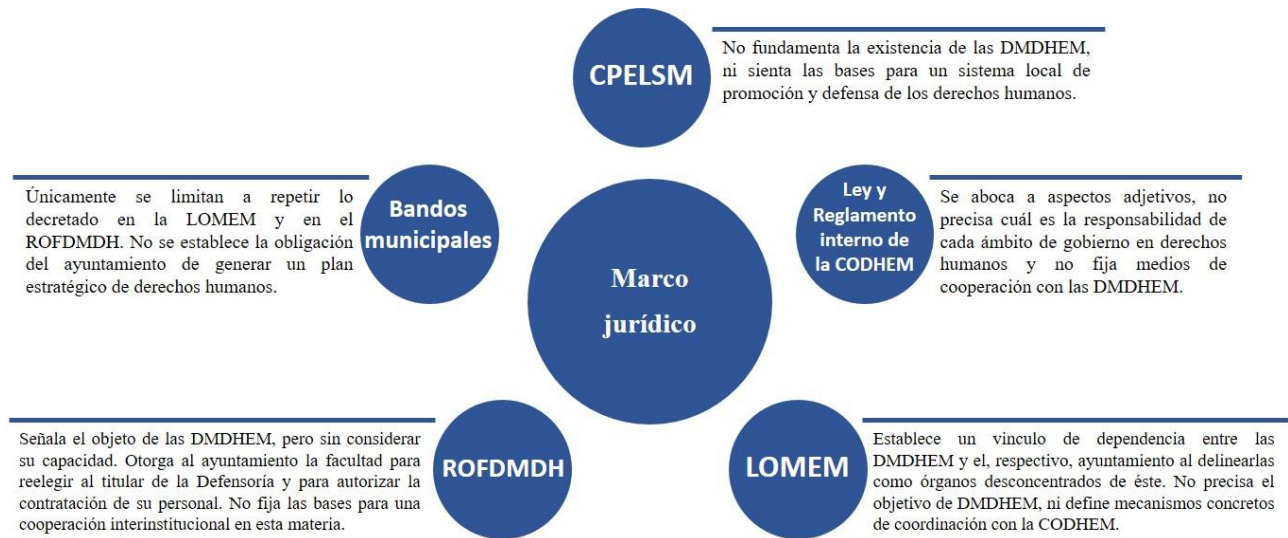 CPELSM
No fundamenta la existencia de las DMDHEM,
ni sienta las bases para un sistema local de
promoción y defensa de los derechos humanos.
Únicamente se limitan a repetir lo
decretado en la LOMEM y en el
ROFDMDH. No se establece la obligación
del ayuntamiento de generar un plan
estratégico de derechos humanos.
Bandos
municipales
Ley y
Reglamento
interno de
la CODHEM
Se aboca a aspectos adjetivos, no
precisa cuál es la responsabilidad de
cada ámbito de gobierno en derechos
humanos y no fija medios de
cooperación con las DMDHEM.
Marco
jurídico
Señala el objeto de las DMDHEM, pero sin considerar
su capacidad. Otorga al ayuntamiento la facultad para
reelegir al titular de la Defensoría y para autorizar la
contratación de su personal. No fija las bases para una
cooperación interinstitucional en esta materia.
ROFDMDH
LOMEM
Establece un vinculo de dependencia entre las
DMDHEM y el, respectivo, ayuntamiento al delinearlas
como órganos desconcentrados de éste. No precisa el
objetivo de DMDHEM, ni define mecanismos concretos
de coordinación con la CODHEM.